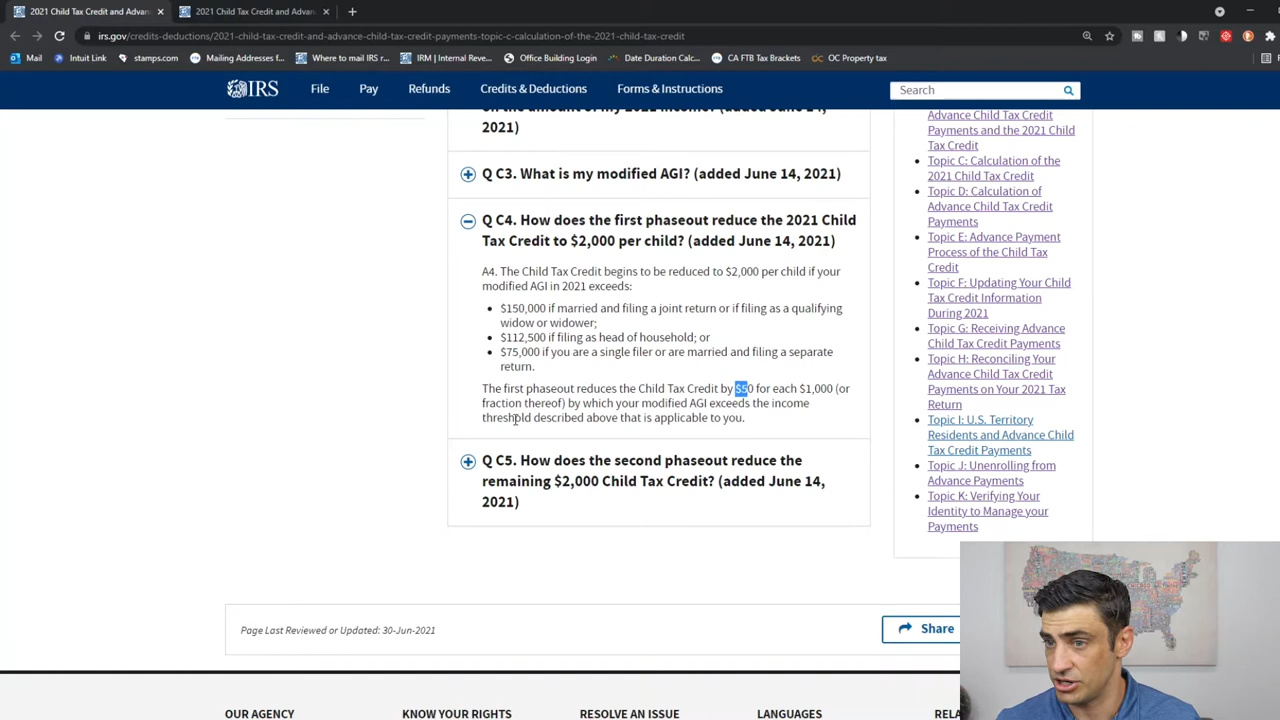 2021 Child Tax Credit and Advan
2021 Child Tax Credit and Advan
irs.gov/credits-deductions/2021-child-tax-credit-and-advance-child-tax-credit-payments-topic-c-calculation-of-the-2021-child-tax-credit
Mail
Intuit Link
stamps.com
Mailing Addresses f...
Where to mail IRS r...
IRM | Internal Reve...
Office Building Login
Date Duration Calc...
CA FTB Tax Brackets
OC Property tax
IRS
File
Pay
Refunds
Credits & Deductions
Forms & Instructions
Search
on the amount of my 2021 income? (added June 14,
2021)
Q C3. What is my modified AGI? (added June 14, 2021)
Q C4. How does the first phaseout reduce the 2021 Child
Tax Credit to $2,000 per child? (added June 14, 2021)
A4. The Child Tax Credit begins to be reduced to $2,000 per child if your
modified AGI in 2021 exceeds:
• $150,000 if married and filing a joint return or if filing as a qualifying
widow or widower;
• $112,500 if filing as head of household; or
• $75,000 if you are a single filer or are married and filing a separate
return.
The first phaseout reduces the Child Tax Credit by $50 for each $1,000 (or
fraction thereof) by which your modified AGI exceeds the income
threshold described above that is applicable to you.
Q C5. How does the second phaseout reduce the
remaining $2,000 Child Tax Credit? (added June 14,
2021)
Advance Child Tax Credit
Payments and the 2021 Child
Tax Credit
• Topic C: Calculation of the
2021 Child Tax Credit
• Topic D: Calculation of
Advance Child Tax Credit
Payments
• Topic E: Advance Payment
Process of the Child Tax
Credit
• Topic F: Updating Your Child
Tax Credit Information
During 2021
• Topic G: Receiving Advance
Child Tax Credit Payments
• Topic H: Reconciling Your
Advance Child Tax Credit
Payments on Your 2021 Tax
Return
• Topic I: U.S. Territory
Residents and Advance Child
Tax Credit Payments
• Topic J: Unenrolling from
Advance Payments
• Topic K: Verifying Your
Identity to Manage your
Payments
Page Last Reviewed or Updated: 30-Jun-2021
Share
OUR AGENCY
KNOW YOUR RIGHTS
RESOLVE AN ISSUE
LANGUAGES
REL